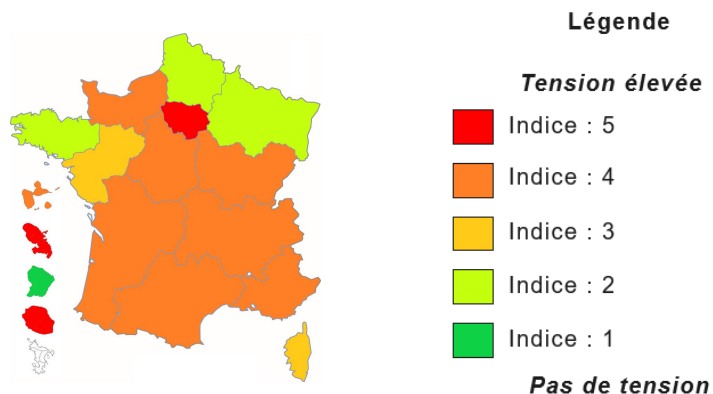 Légende
Tension élevée
Indice : 5
Indice : 4
Indice : 3
Indice : 2
Indice : 1
Pas de tension